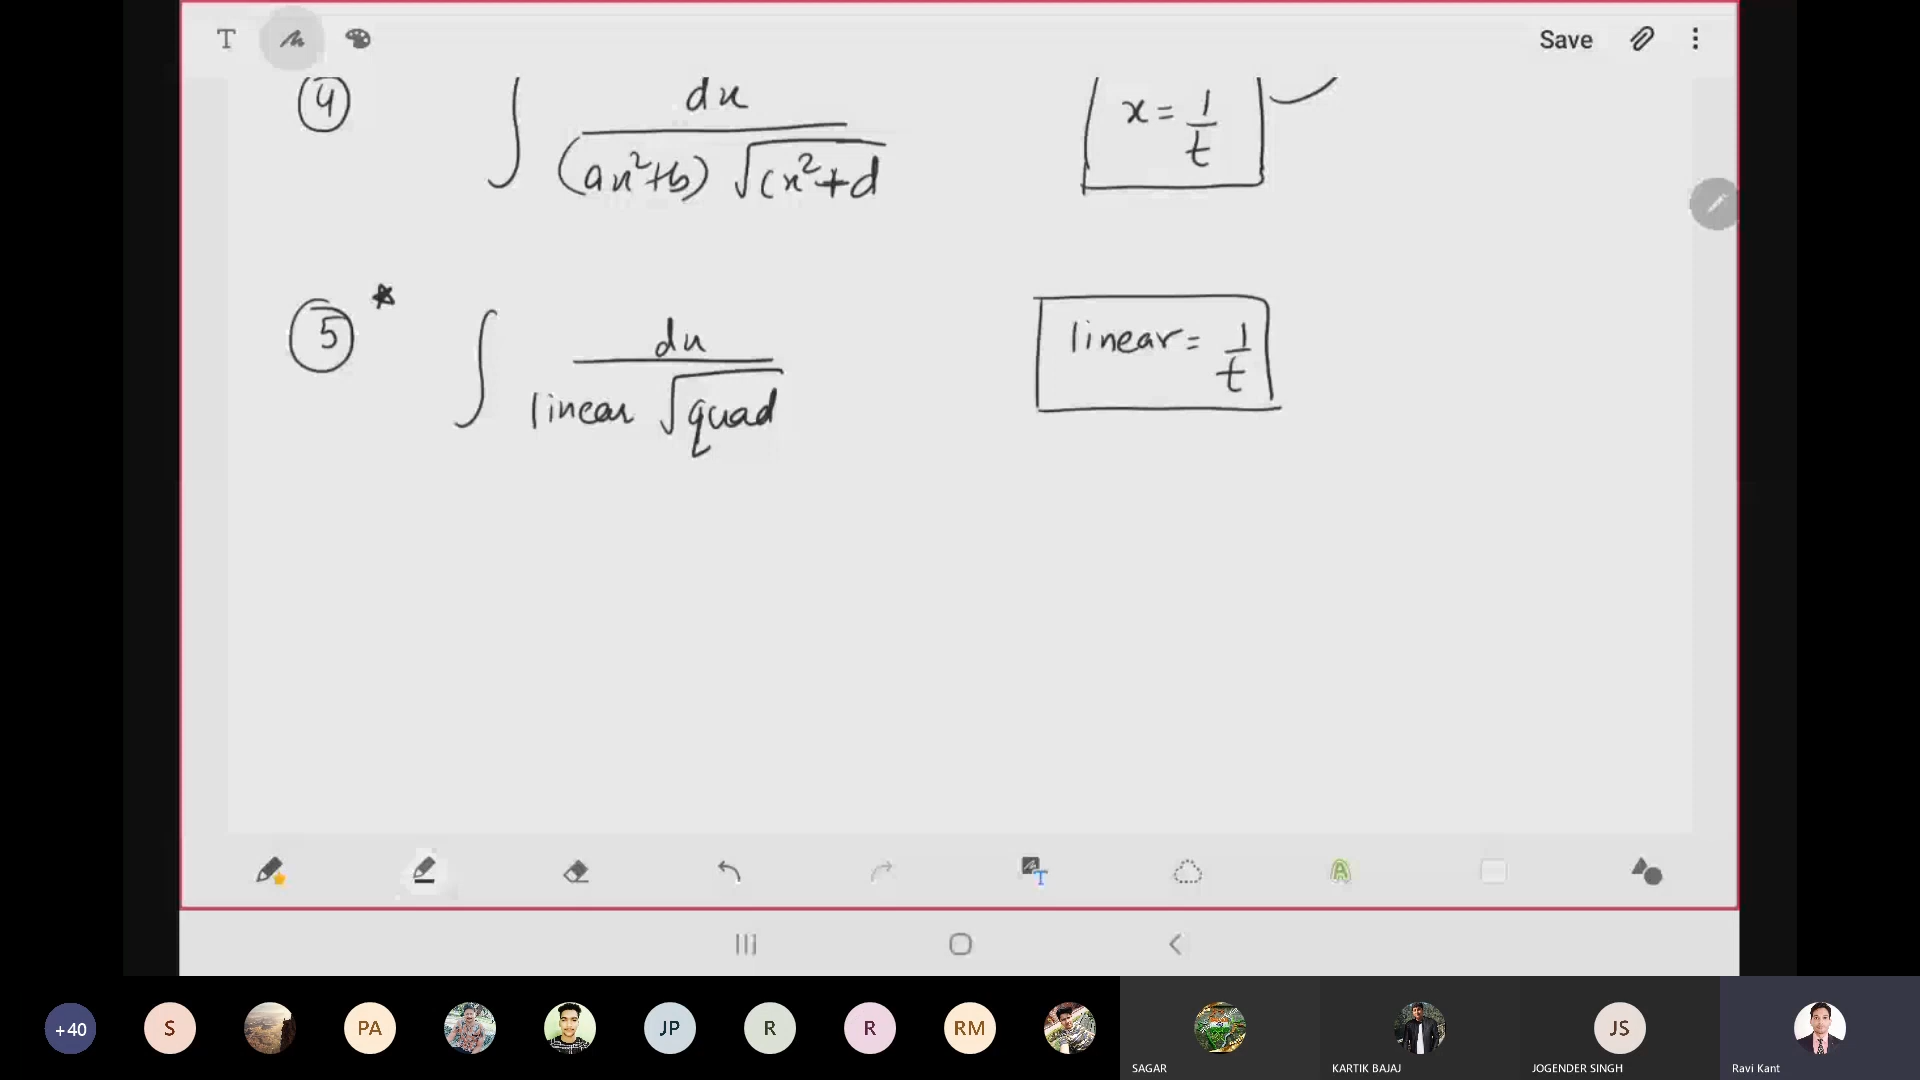 T Save
④ ∫ dx / (ax²+b) √cx²+d x = 1/t
⑤ * ∫ dx / linear √quad linear = 1/t
T A
+40 S PA JP R R RM JS
SAGAR KARTIK BAJAJ JOGENDER SINGH Ravi Kant